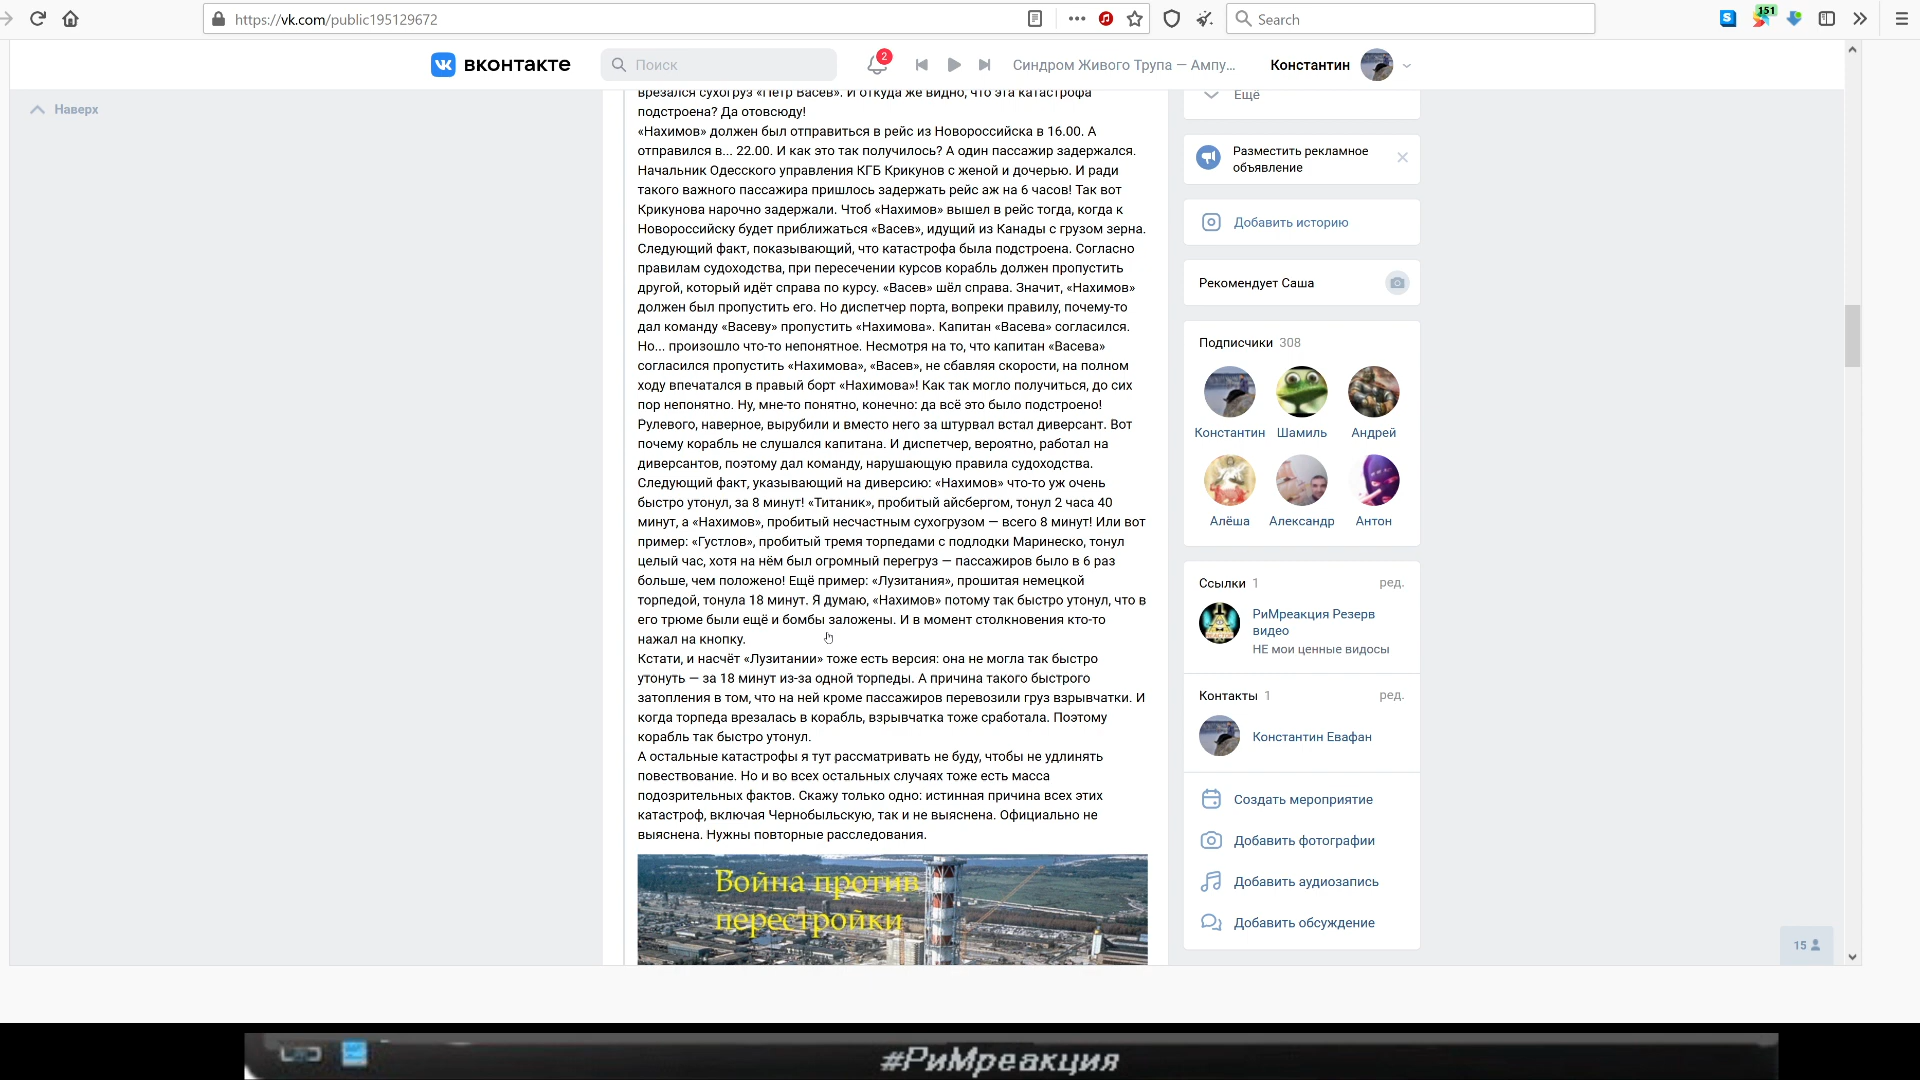 https://vk.com/public195129672
Search
151
вконтакте
Поиск
2
Синдром Живого Трупа — Ампу...
Константин
Наверх
врезался сухогруз «Пётр Васёв». И откуда же видно, что эта катастрофа
подстроена? Да отовсюду!
«Нахимов» должен был отправиться в рейс из Новороссийска в 16.00. А
отправился в... 22.00. И как это так получилось? А один пассажир задержался.
Начальник Одесского управления КГБ Крикунов с женой и дочерью. И ради
такого важного пассажира пришлось задержать рейс аж на 6 часов! Так вот
Крикунова нарочно задержали. Чтоб «Нахимов» вышел в рейс тогда, когда к
Новороссийску будет приближаться «Васев», идущий из Канады с грузом зерна.
Следующий факт, показывающий, что катастрофа была подстроена. Согласно
правилам судоходства, при пересечении курсов корабль должен пропустить
другой, который идёт справа по курсу. «Васев» шёл справа. Значит, «Нахимов»
должен был пропустить его. Но диспетчер порта, вопреки правилу, почему-то
дал команду «Васеву» пропустить «Нахимова». Капитан «Васева» согласился.
Но... произошло что-то непонятное. Несмотря на то, что капитан «Васева»
согласился пропустить «Нахимова», «Васев», не сбавляя скорости, на полном
ходу впечатался в правый борт «Нахимова»! Как так могло получиться, до сих
пор непонятно. Ну, мне-то понятно, конечно: да всё это было подстроено!
Рулевого, наверное, вырубили и вместо него за штурвал встал диверсант. Вот
почему корабль не слушался капитана. И диспетчер, вероятно, работал на
диверсантов, поэтому дал команду, нарушающую правила судоходства.
Следующий факт, указывающий на диверсию: «Нахимов» что-то уж очень
быстро утонул, за 8 минут! «Титаник», пробитый айсбергом, тонул 2 часа 40
минут, а «Нахимов», пробитый несчастным сухогрузом — всего 8 минут! Или вот
пример: «Густлов», пробитый тремя торпедами с подлодки Маринеско, тонул
целый час, хотя на нём был огромный перегруз — пассажиров было в 6 раз
больше, чем положено! Ещё пример: «Лузитания», прошитая немецкой
торпедой, тонула 18 минут. Я думаю, «Нахимов» потому так быстро утонул, что в
его трюме были ещё и бомбы заложены. И в момент столкновения кто-то
нажал на кнопку.
Кстати, и насчёт «Лузитании» тоже есть версия: она не могла так быстро
утонуть — за 18 минут из-за одной торпеды. А причина такого быстрого
затопления в том, что на ней кроме пассажиров перевозили груз взрывчатки. И
когда торпеда врезалась в корабль, взрывчатка тоже сработала. Поэтому
корабль так быстро утонул.
А остальные катастрофы я тут рассматривать не буду, чтобы не удлинять
повествование. Но и во всех остальных случаях тоже есть масса
подозрительных фактов. Скажу только одно: истинная причина всех этих
катастроф, включая Чернобыльскую, так и не выяснена. Официально не
выяснена. Нужны повторные расследования.
Война против
перестройки
Ещё
Разместить рекламное
объявление
Добавить историю
Рекомендует Саша
Подписчики 308
Константин Шамиль Андрей
Алёша Александр Антон
Ссылки 1 ред.
РиМреакция Резерв
видео
НЕ мои ценные видосы
Контакты 1 ред.
Константин Евафан
Создать мероприятие
Добавить фотографии
Добавить аудиозапись
Добавить обсуждение
15
#РиМреакция